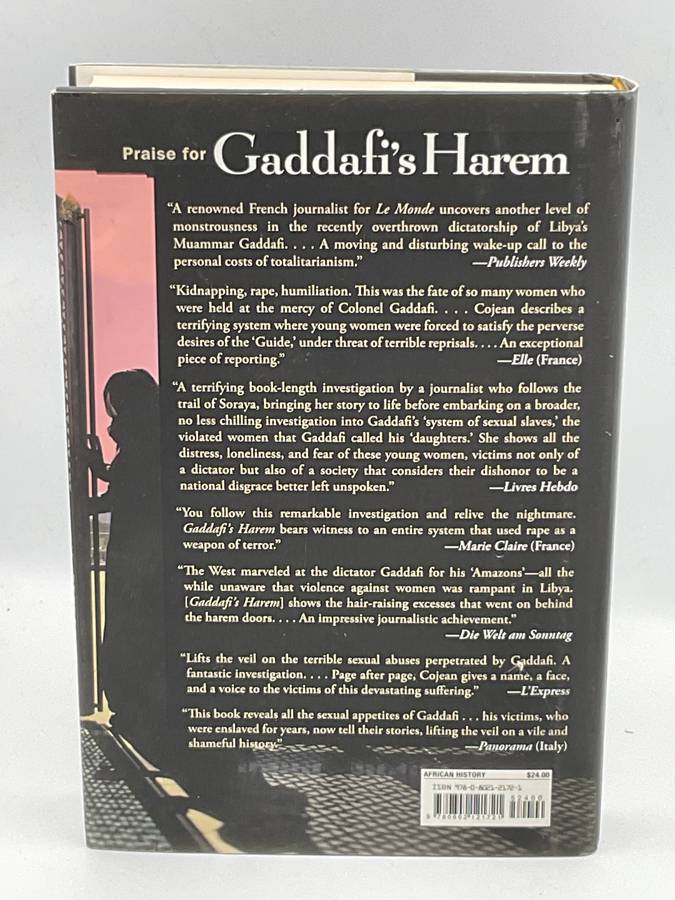 Praise for Gaddafi's Harem
“A renowned French journalist for Le Monde uncovers another level of
monstrousness in the recently overthrown dictatorship of Libya's
Muammar Gaddafi. . . . A moving and disturbing wake-up call to the
personal costs of totalitarianism.” —Publishers Weekly
“Kidnapping, rape, humiliation. This was the fate of so many women who
were held at the mercy of Colonel Gaddafi. . . . Cojean describes a
terrifying system where young women were forced to satisfy the perverse
desires of the ‘Guide,’ under threat of terrible reprisals. . . . An exceptional
piece of reporting.” —Elle (France)
“A terrifying book-length investigation by a journalist who follows the
trail of Soraya, bringing her story to life before embarking on a broader,
no less chilling investigation into Gaddafi's ‘system of sexual slaves,’ the
violated women that Gaddafi called his ‘daughters.’ She shows all the
distress, loneliness, and fear of these young women, victims not only of
a dictator but also of a society that considers their dishonor to be a
national disgrace better left unspoken.” —Livres Hebdo
“You follow this remarkable investigation and relive the nightmare.
Gaddafi's Harem bears witness to an entire system that used rape as a
weapon of terror.” —Marie Claire (France)
“The West marveled at the dictator Gaddafi for his ‘Amazons’—all the
while unaware that violence against women was rampant in Libya.
[Gaddafi's Harem] shows the hair-raising excesses that went on behind
the harem doors. . . . An impressive journalistic achievement.”
—Die Welt am Sonntag
“Lifts the veil on the terrible sexual abuses perpetrated by Gaddafi. A
fantastic investigation. . . . Page after page, Cojean gives a name, a face,
and a voice to the victims of this devastating suffering.” —L'Express
“This book reveals all the sexual appetites of Gaddafi . . . his victims, who
were enslaved for years, now tell their stories, lifting the veil on a vile and
shameful history.” —Panorama (Italy)
AFRICAN HISTORY $24.00
ISBN 978-0-8021-2172-1
52400
9 780802 121721